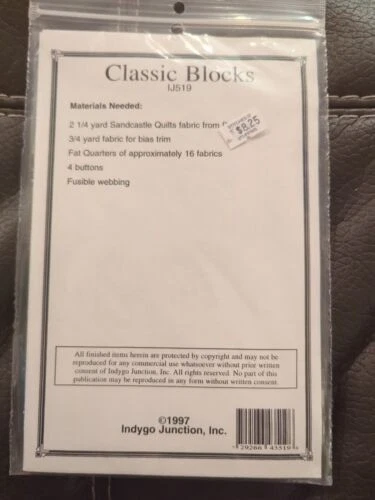 Classic Blocks
IJ519
Materials Needed:
2 1/4 yard Sandcastle Quilts fabric from
3/4 yard fabric for bias trim
Fat Quarters of approximately 16 fabrics
4 buttons
Fusible webbing
$8.25
All finished items herein are protected by copyright and may not be
reproduced for any commercial use whatsoever without prior written
consent of Indygo Junction, Inc. All rights reserved. No part of this
publication may be reproduced in any form without written consent.
©1997
Indygo Junction, Inc.
29266 43519